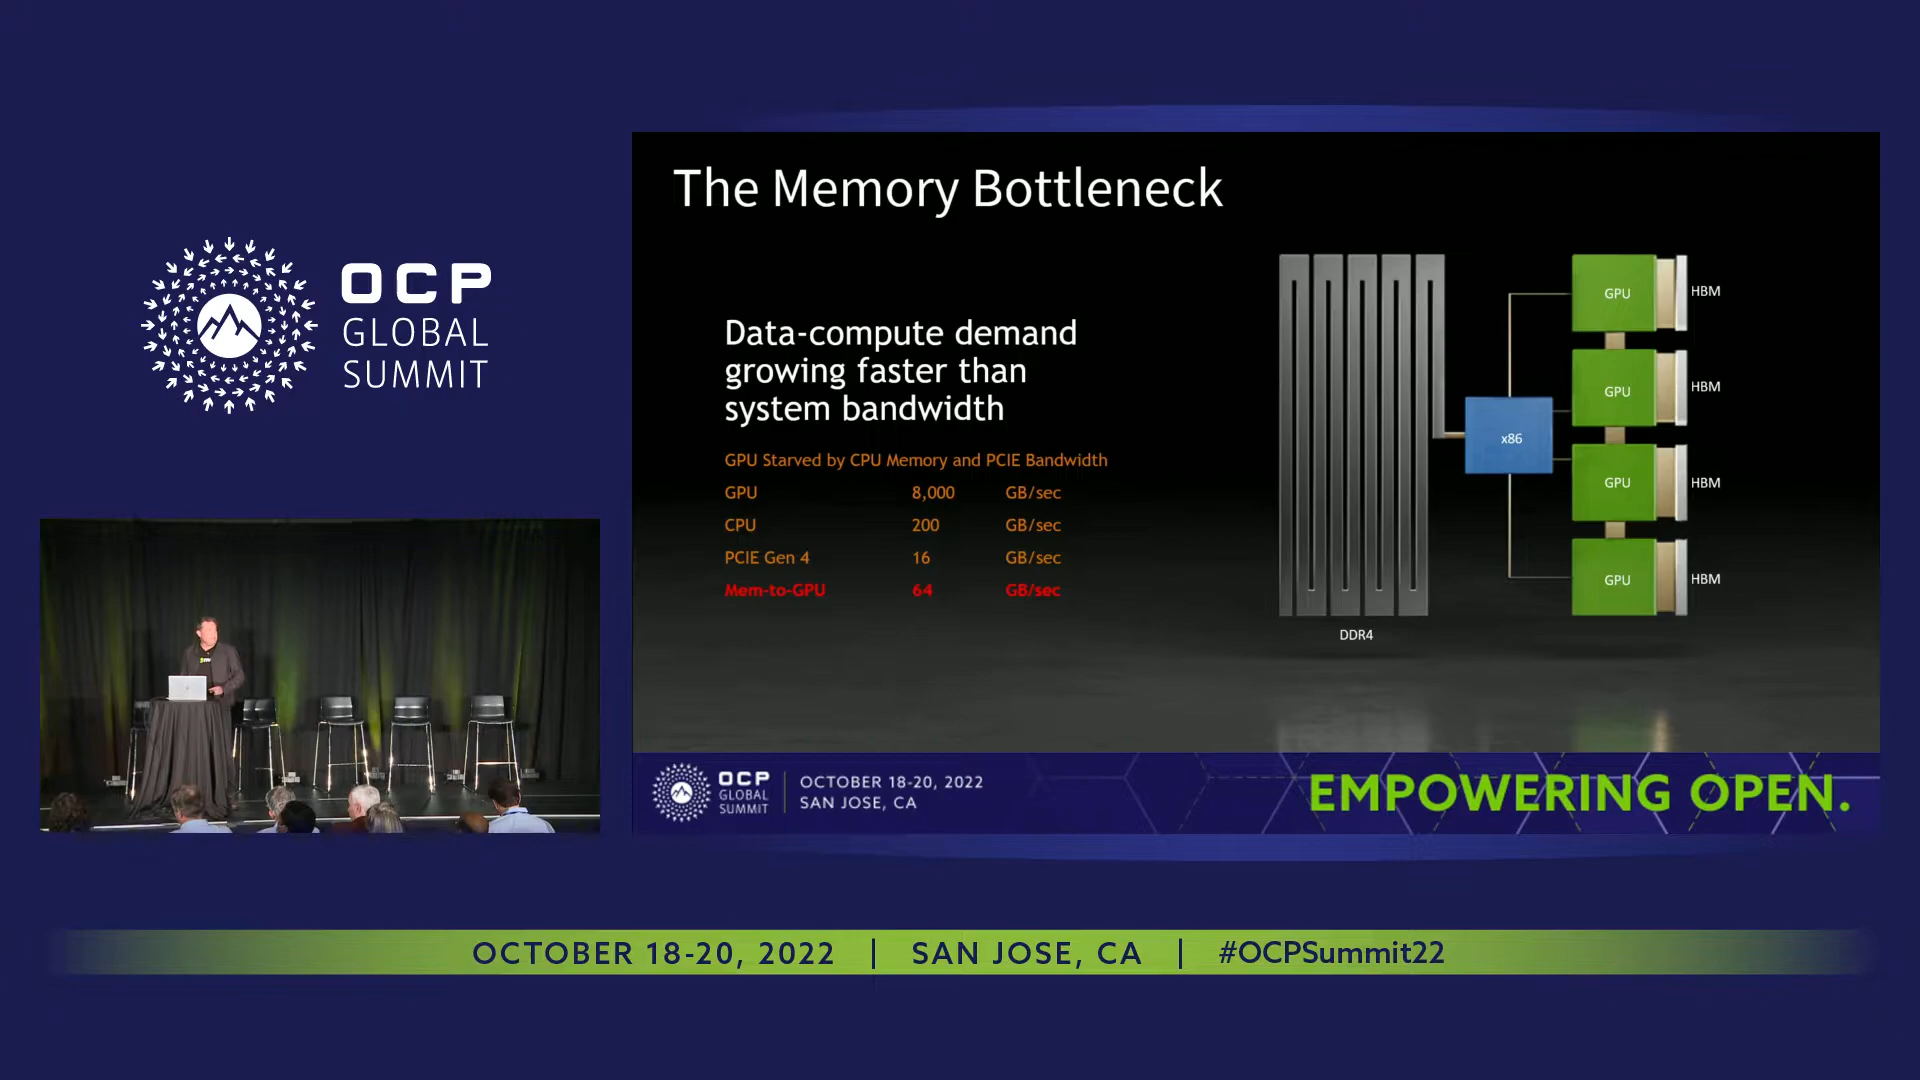 OCP
GLOBAL
SUMMIT
The Memory Bottleneck
Data-compute demand
growing faster than
system bandwidth
GPU Starved by CPU Memory and PCIE Bandwidth
GPU 8,000 GB/sec
CPU 200 GB/sec
PCIE Gen 4 16 GB/sec
Mem-to-GPU 64 GB/sec
DDR4
x86
GPU HBM
GPU HBM
GPU HBM
GPU HBM
OCP
GLOBAL
SUMMIT
OCTOBER 18-20, 2022
SAN JOSE, CA
EMPOWERING OPEN.
OCTOBER 18-20, 2022 | SAN JOSE, CA | #OCPSummit22